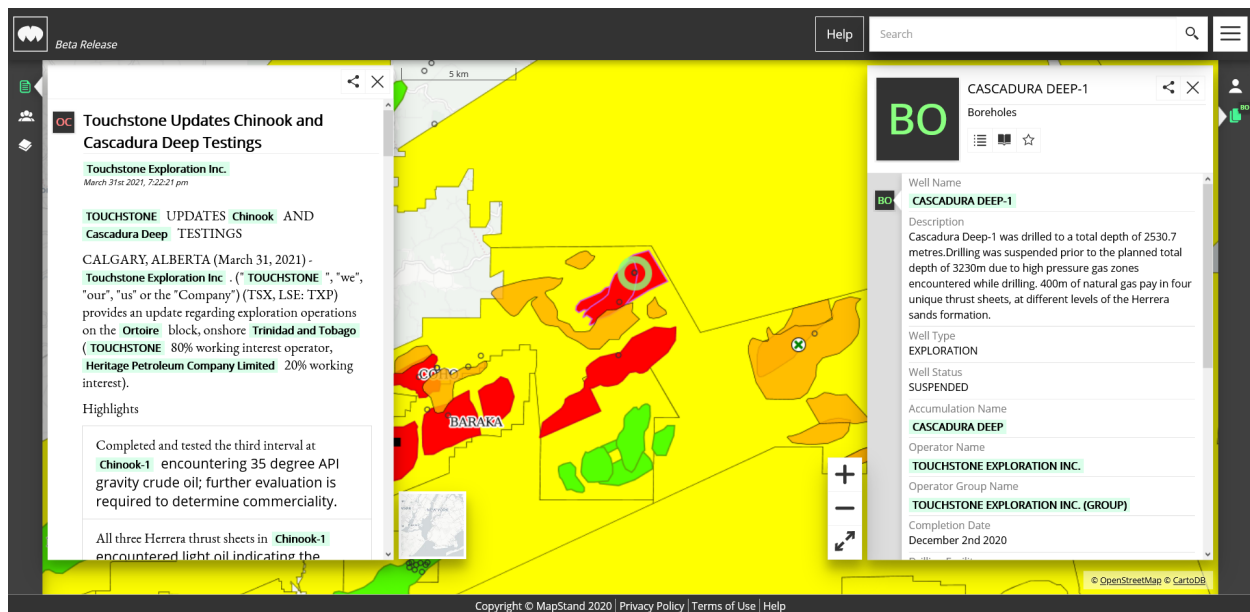 Beta Release
Help
Search
5 km
OC
Touchstone Updates Chinook and
Cascadura Deep Testings
Touchstone Exploration Inc.
March 31st 2021, 7:22:21 pm
TOUCHSTONE UPDATES Chinook AND
Cascadura Deep TESTINGS
CALGARY, ALBERTA (March 31, 2021) -
Touchstone Exploration Inc . (" TOUCHSTONE ", "we",
"our", "us" or the "Company") (TSX, LSE: TXP)
provides an update regarding exploration operations
on the Ortoire block, onshore Trinidad and Tobago
( TOUCHSTONE 80% working interest operator,
Heritage Petroleum Company Limited 20% working
interest).
Highlights
Completed and tested the third interval at
Chinook-1 encountering 35 degree API
gravity crude oil; further evaluation is
required to determine commerciality.
All three Herrera thrust sheets in Chinook-1
encountered light oil indicating the
COHO
BARAKA
BO
CASCADURA DEEP-1
Boreholes
BO
BO
Well Name
CASCADURA DEEP-1
Description
Cascadura Deep-1 was drilled to a total depth of 2530.7
metres.Drilling was suspended prior to the planned total
depth of 3230m due to high pressure gas zones
encountered while drilling. 400m of natural gas pay in four
unique thrust sheets, at different levels of the Herrera
sands formation.
Well Type
EXPLORATION
Well Status
SUSPENDED
Accumulation Name
CASCADURA DEEP
Operator Name
TOUCHSTONE EXPLORATION INC.
Operator Group Name
TOUCHSTONE EXPLORATION INC. (GROUP)
Completion Date
December 2nd 2020
© OpenStreetMap © CartoDB
Copyright © MapStand 2020 | Privacy Policy | Terms of Use | Help